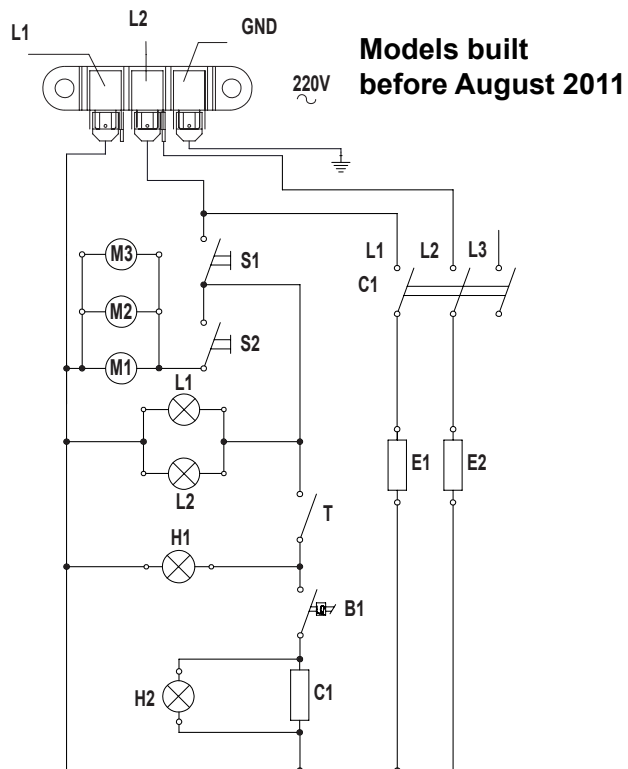 L1
L2
GND
Models built
before August 2011
220V
L1
L2
L3
M3
S1
C1
M2
M1
S2
L1
L2
E1
E2
T
H1
B1
H2
C1